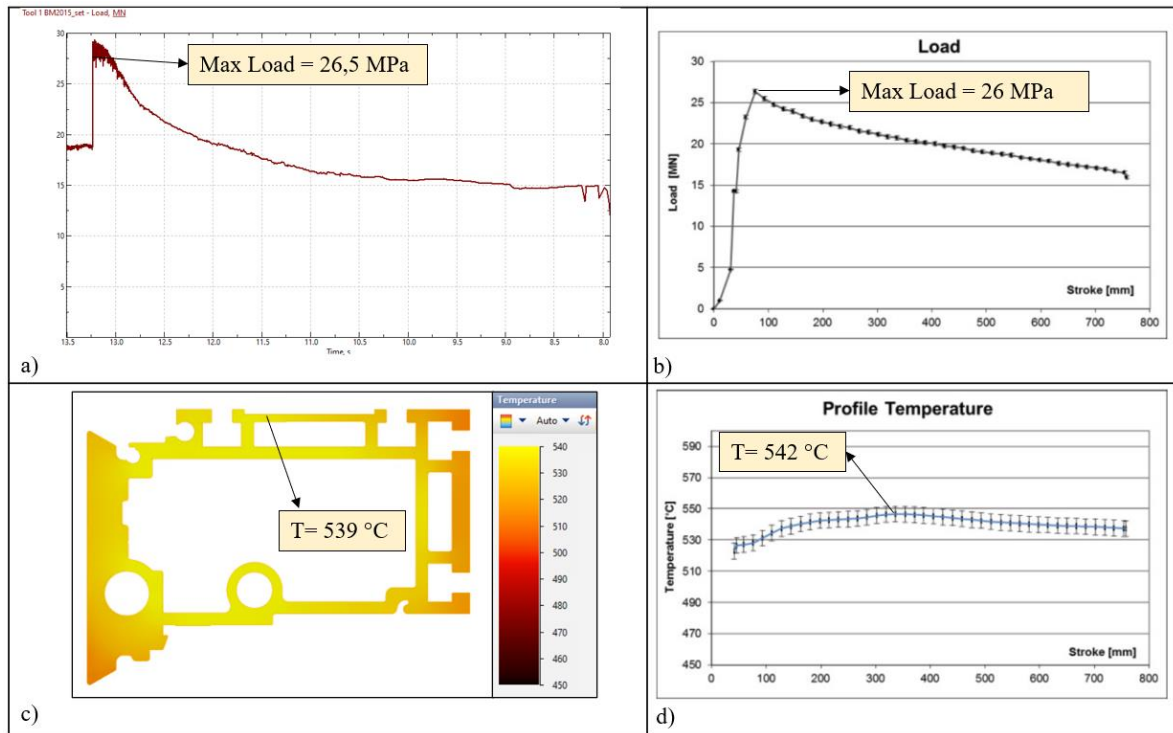 Tool 1 BM2015_set - Load, MN
30
25
20
15
10
5
Max Load = 26,5 MPa
13.5 13.0 12.5 12.0 11.5 11.0 10.5 10.0 9.5 9.0 8.5 8.0
Time, s
a)
Load
30
25
20
15
10
5
0
Load [MN]
Max Load = 26 MPa
Stroke [mm]
0 100 200 300 400 500 600 700 800
b)
Temperature
Auto
540
530
520
510
500
490
480
470
460
450
T= 539 °C
c)
Profile Temperature
590
570
550
530
510
490
470
450
Temperature [°C]
T= 542 °C
Stroke [mm]
0 100 200 300 400 500 600 700 800
d)